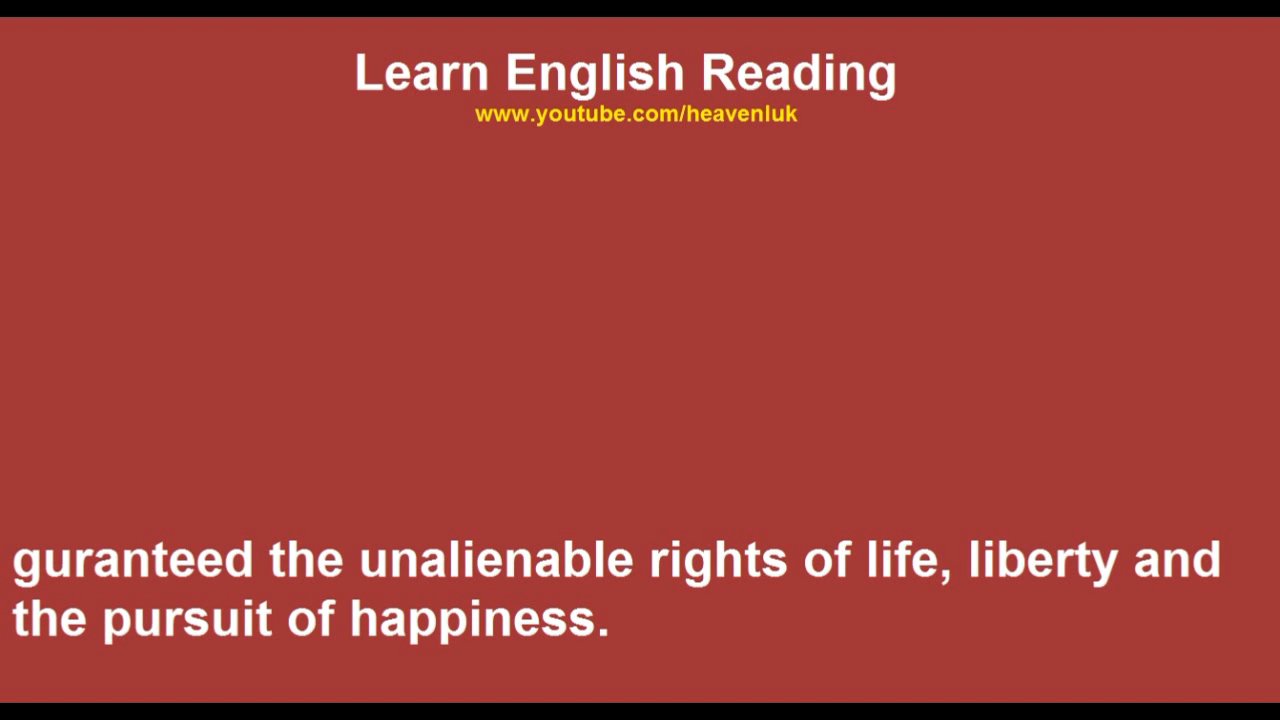 Learn English Reading
www.youtube.com/heavenluk
guranteed the unalienable rights of life, liberty and
the pursuit of happiness.